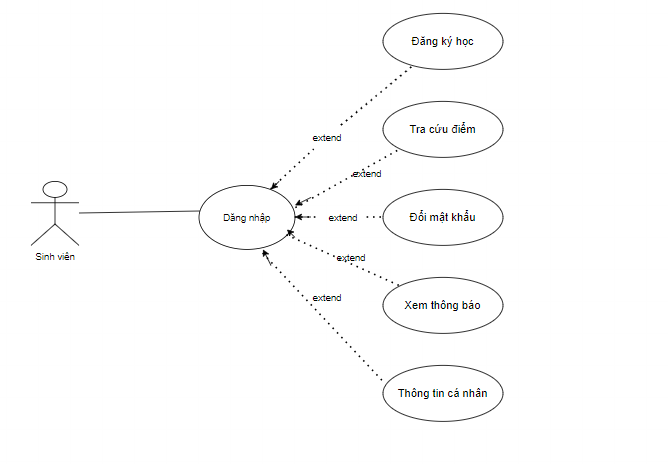 Đăng ký học
extend
Tra cứu điểm
extend
Sinh viên
Dăng nhập
extend
Đổi mật khẩu
extend
Xem thông báo
extend
Thông tin cá nhân